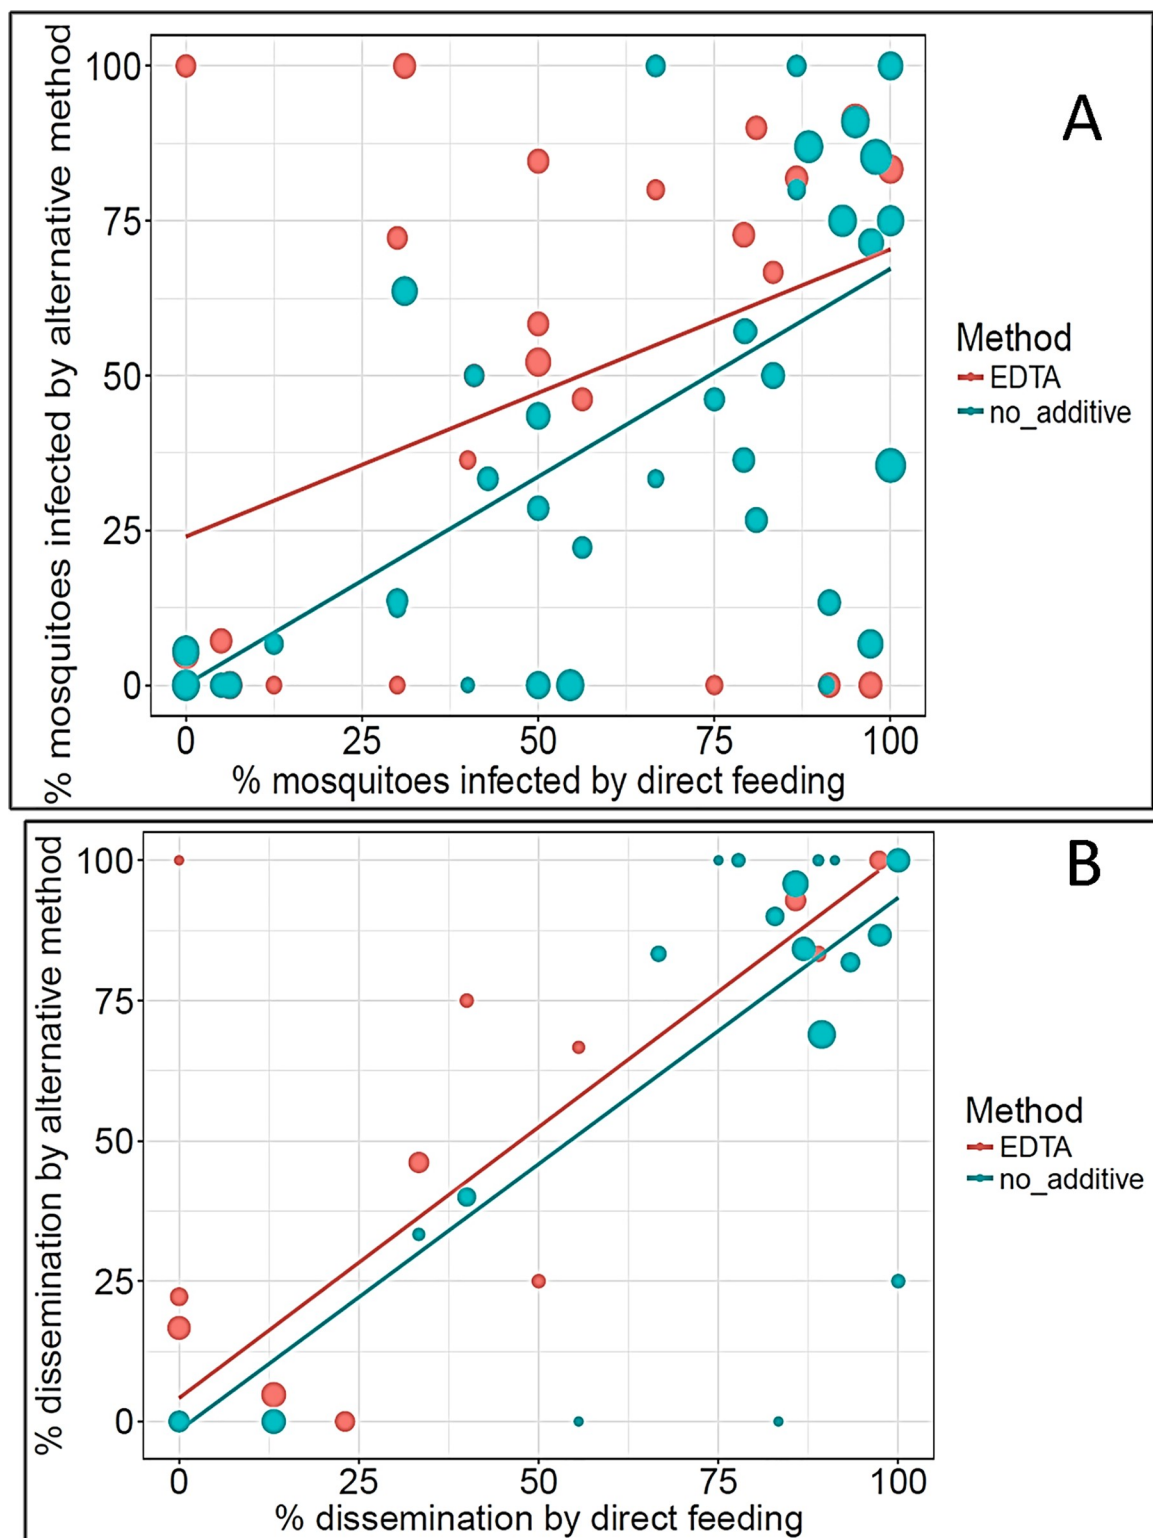 A
% mosquitoes infected by alternative method
100
75
50
25
0
0 25 50 75 100
% mosquitoes infected by direct feeding
Method
EDTA
no_additive
B
% dissemination by alternative method
100
75
50
25
0
0 25 50 75 100
% dissemination by direct feeding
Method
EDTA
no_additive